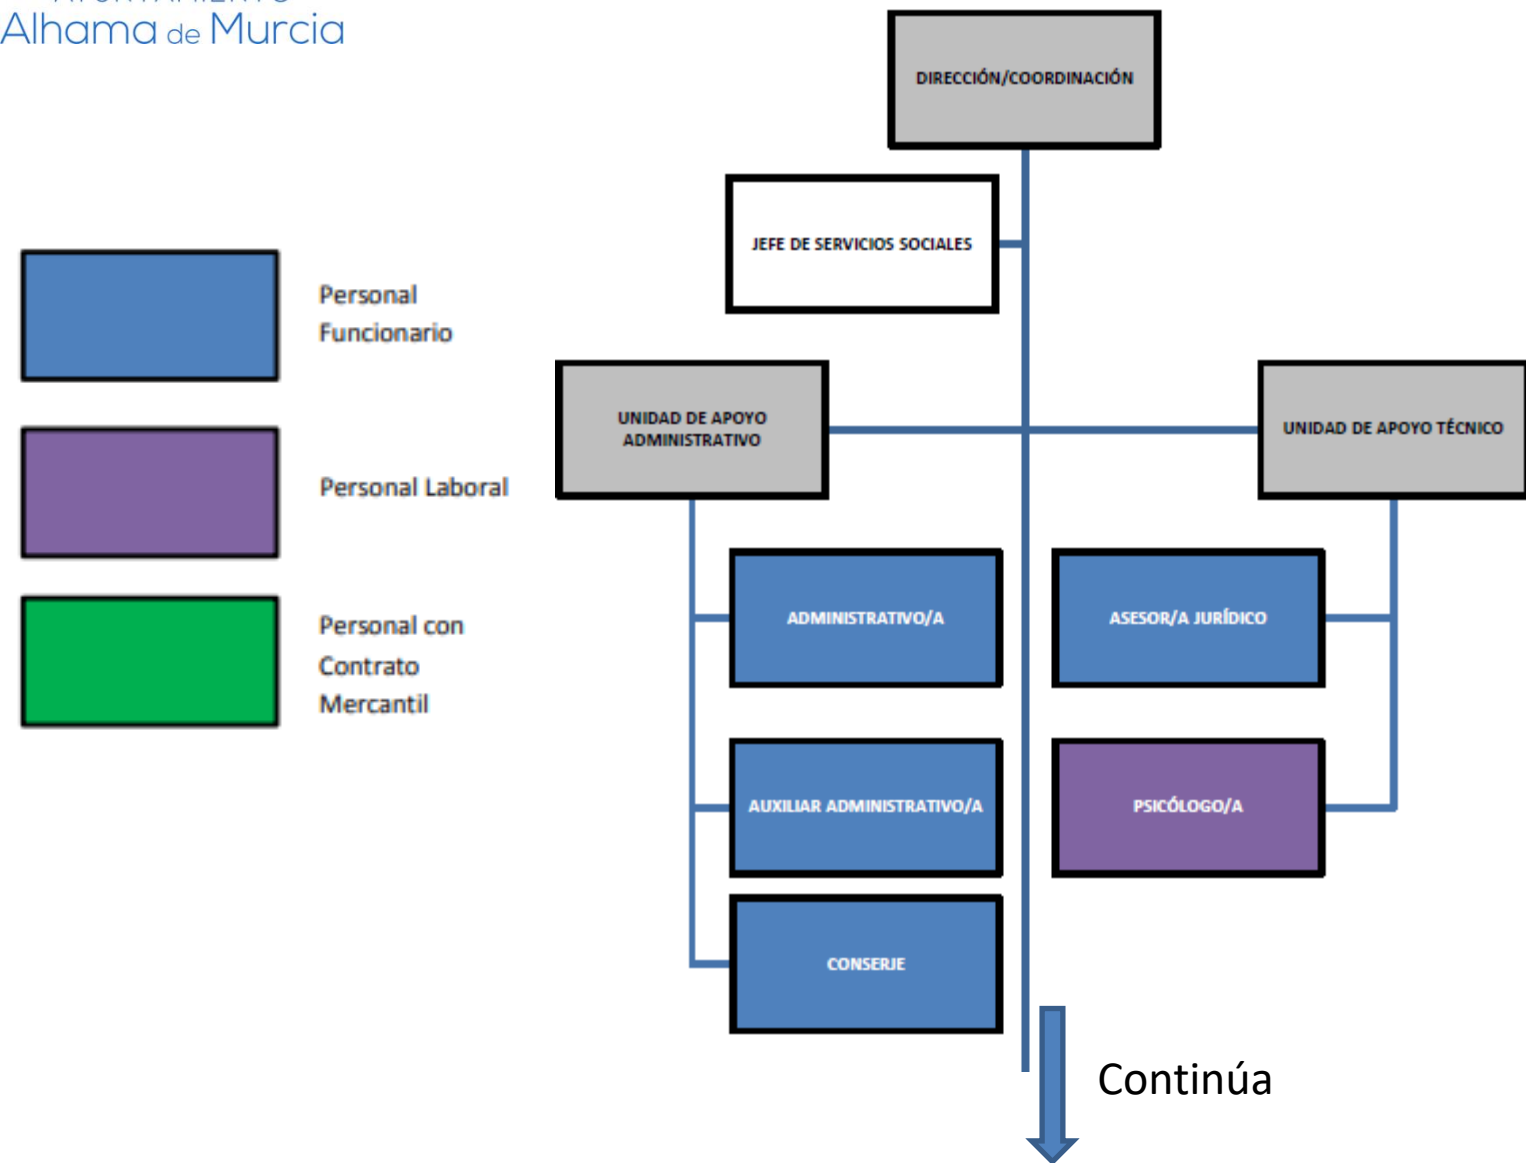 AYUNTAMIENTO
Alhama de Murcia
DIRECCIÓN/COORDINACIÓN
JEFE DE SERVICIOS SOCIALES
Personal
Funcionario
UNIDAD DE APOYO
ADMINISTRATIVO
UNIDAD DE APOYO TÉCNICO
Personal Laboral
ADMINISTRATIVO/A
ASESOR/A JURÍDICO
Personal con
Contrato
Mercantil
AUXILIAR ADMINISTRATIVO/A
PSICÓLOGO/A
CONSERJE
Continúa